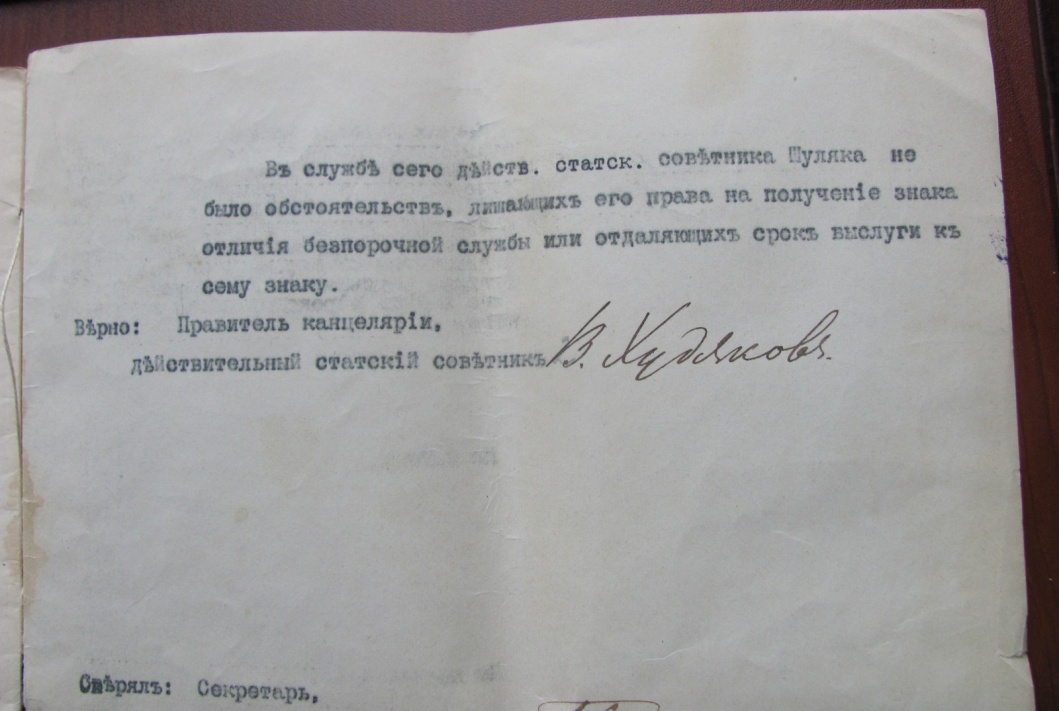 Въ службѣ сего дѣйств. статск. совѣтника Шуляка не
было обстоятельствъ, лишающихъ его права на полученіе знака
отличія безпорочной службы или отдаляющихъ срокъ выслуги къ
сему знаку.
Вѣрно: Правитель канцеляріи,
дѣйствительный статскій совѣтникъ В. Худяковъ.
Свѣрялъ: Секретарь,